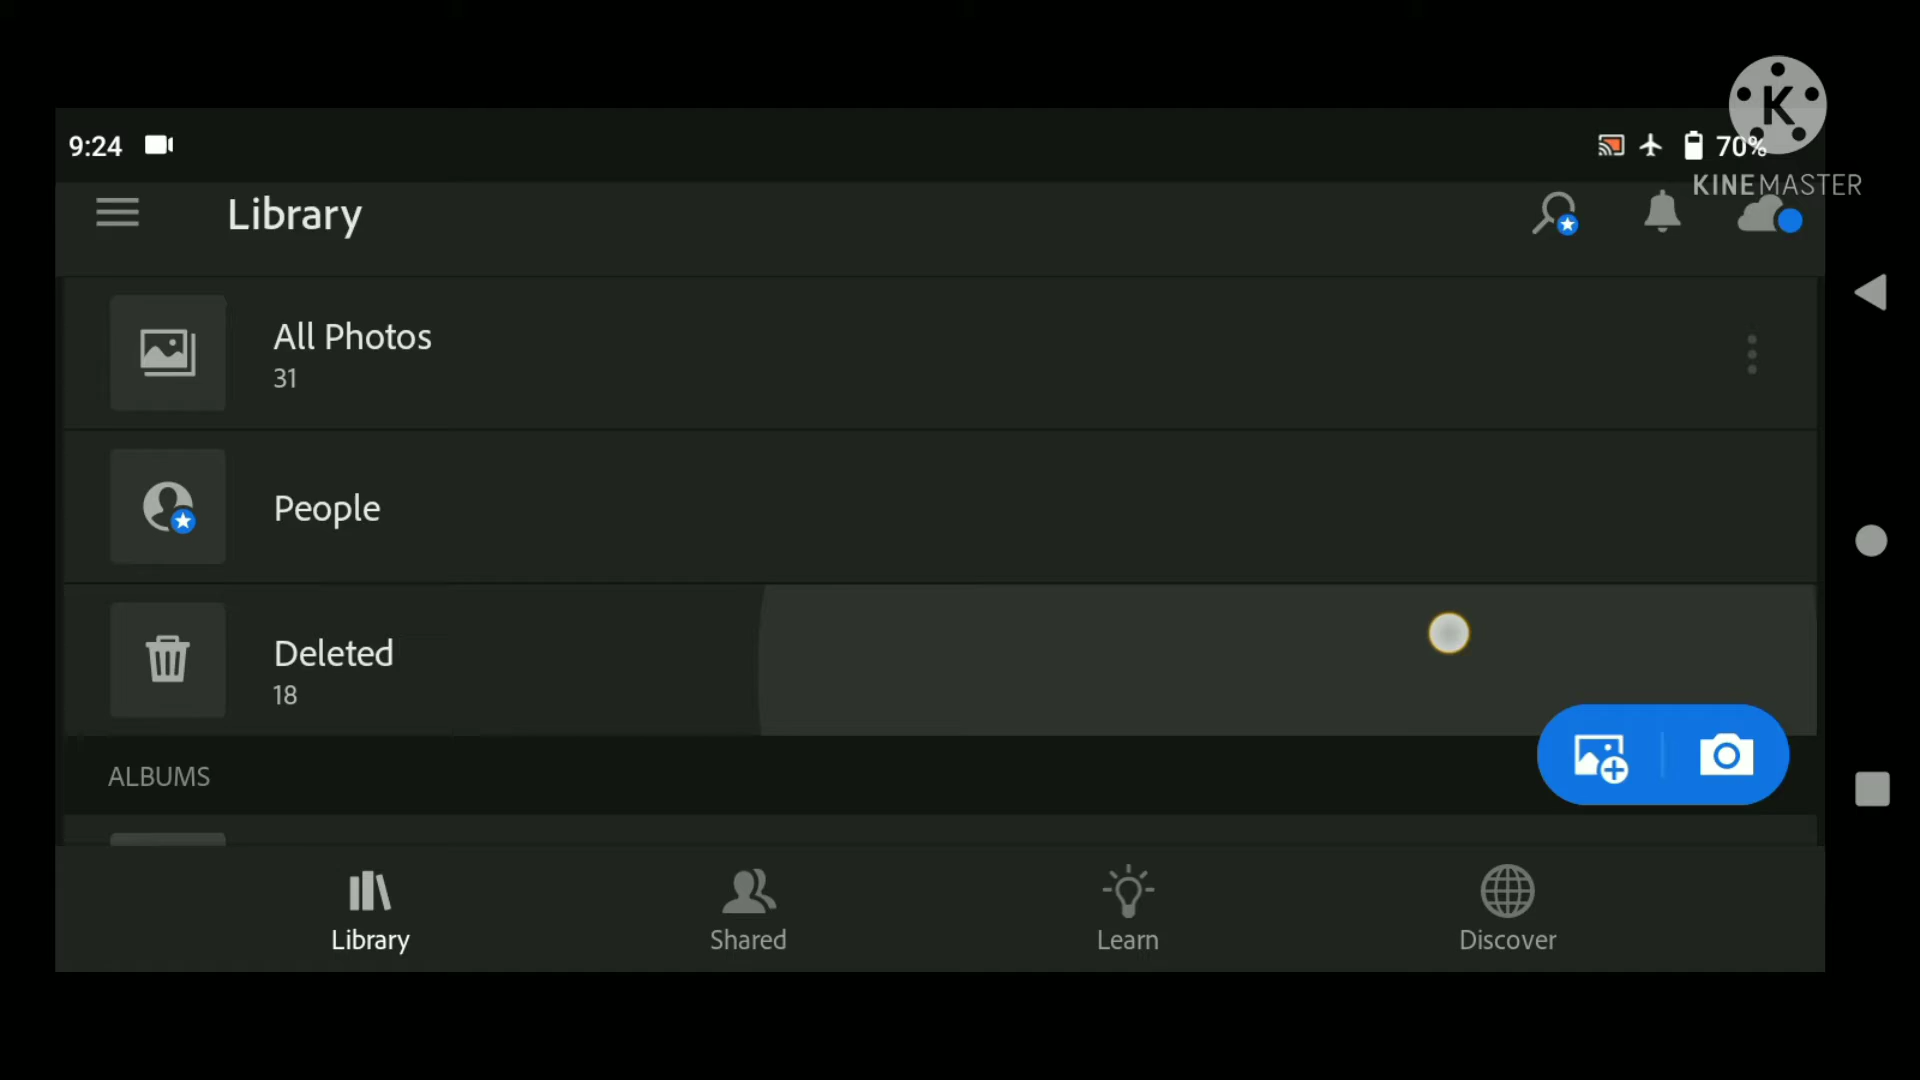 9:24
70%
KINEMASTER
Library
All Photos
31
People
Deleted
18
ALBUMS
Library
Shared
Learn
Discover